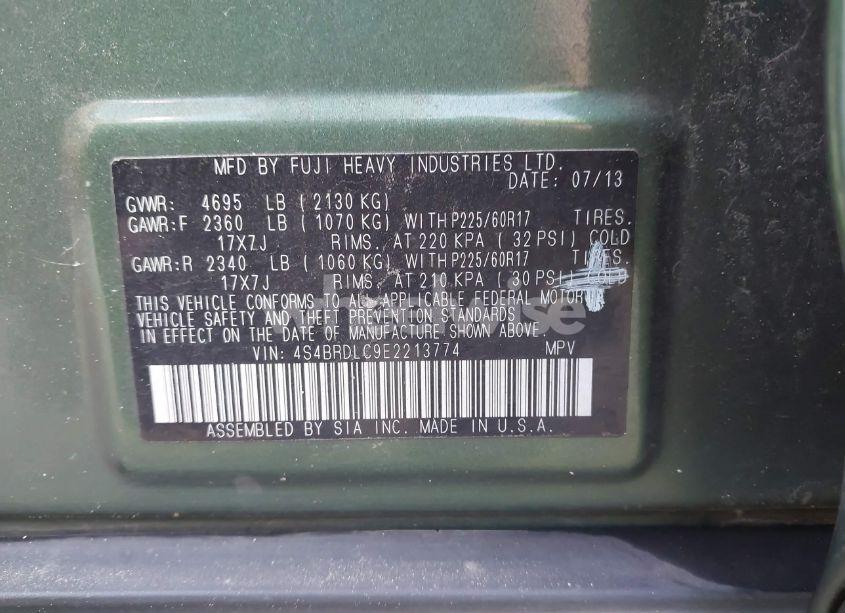 MFD BY FUJI HEAVY INDUSTRIES LTD.
DATE: 07/13
GVWR: 4695 LB (2130 KG)
GAWR:F 2360 LB (1070 KG) WITH P225/60R17 TIRES.
17X7J RIMS. AT 220 KPA (32 PSI) COLD
GAWR:R 2340 LB (1060 KG) WITH P225/60R17 TIRES.
17X7J RIMS. AT 210 KPA (30 PSI) COLD
THIS VEHICLE CONFORMS TO ALL APPLICABLE FEDERAL MOTOR
VEHICLE SAFETY AND THEFT PREVENTION STANDARDS
IN EFFECT ON THE DATE OF MANUFACTURE SHOWN ABOVE.
VIN: 4S4BRDLC9E2213774 MPV
ASSEMBLED BY SIA INC. MADE IN U.S.A.